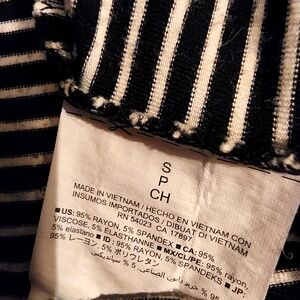 S
P
CH
MADE IN VIETNAM / HECHO EN VIETNAM CON
INSUMOS IMPORTADOS / DIBUAT DI VIETNAM
RN 54023 CA 17897
■US: 95% RAYON, 5% SPANDEX ■ CA: 95%
VISCOSE, 5% ÉLASTHANNE ■ MX/CL/PE: 95% rayon,
5% elastano ■ ID: 95% RAYON, 5% SPANDEKS ■ JP:
95% レーヨン, 5% ポリウレタン